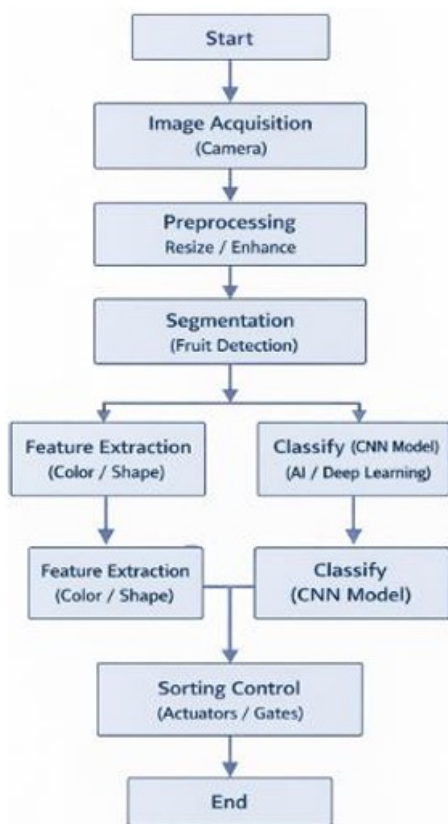 Start
Image Acquisition
(Camera)
Preprocessing
Resize / Enhance
Segmentation
(Fruit Detection)
Feature Extraction
(Color / Shape)
Classify (CNN Model)
(AI / Deep Learning)
Feature Extraction
(Color / Shape)
Classify
(CNN Model)
Sorting Control
(Actuators / Gates)
End